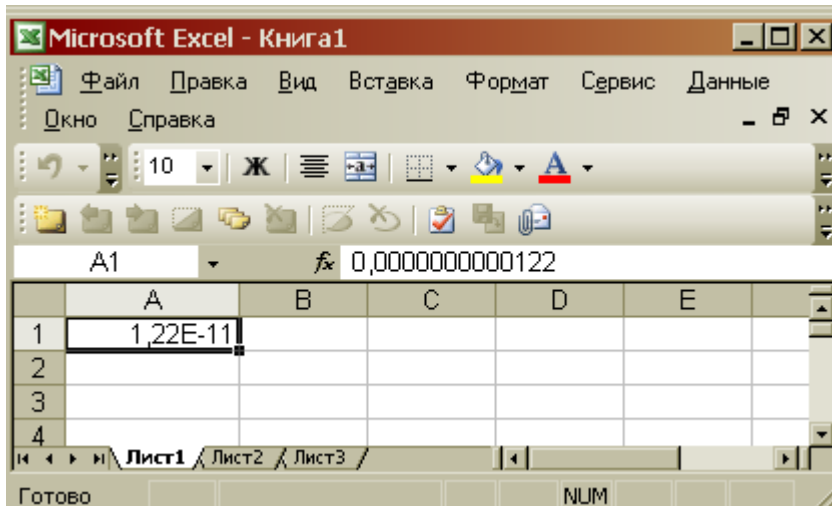 Microsoft Excel - Книга1
Файл Правка Вид Вставка Формат Сервис Данные
Окно Справка
10 Ж a A
A1 fx 0,0000000000122
A B C D E
1 1,22E-11
2
3
4
Лист1 Лист2 Лист3
Готово NUM